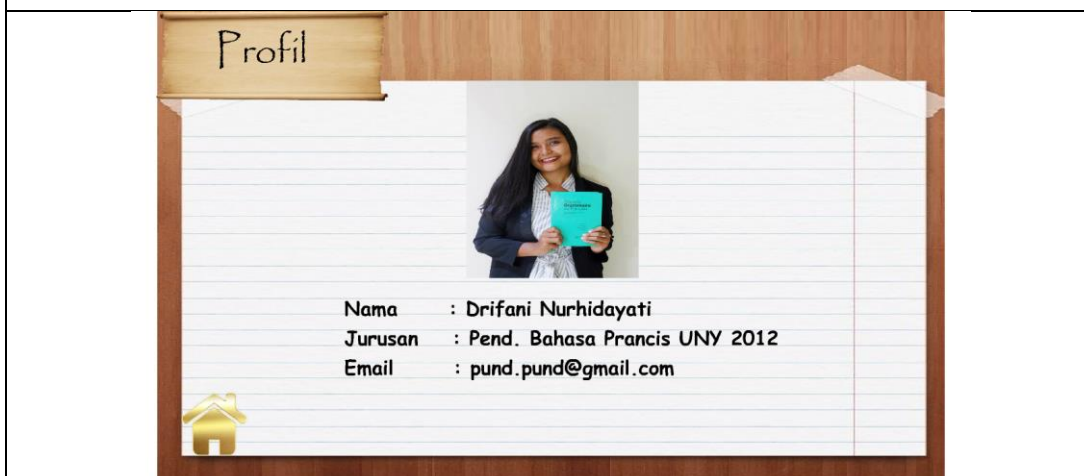 Profil
Nama : Drifani Nurhidayati
Jurusan : Pend. Bahasa Prancis UNY 2012
Email : pund.pund@gmail.com